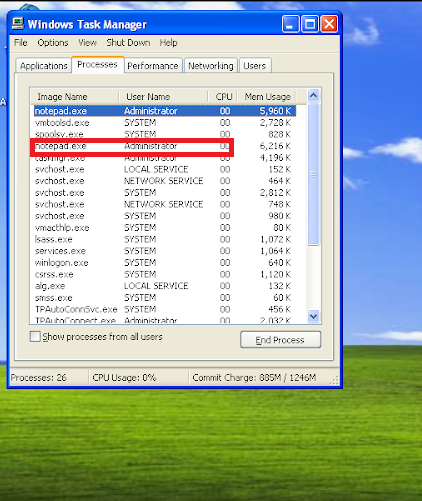 Windows Task Manager
File Options View Shut Down Help
Applications Processes Performance Networking Users
Image Name User Name CPU Mem Usage
notepad.exe Administrator 00 5,960 K
vmtoolsd.exe SYSTEM 00 2,728 K
spoolsv.exe SYSTEM 00 828 K
notepad.exe Administrator 00 6,216 K
taskmgr.exe Administrator 00 4,196 K
svchost.exe LOCAL SERVICE 00 152 K
svchost.exe NETWORK SERVICE 00 464 K
svchost.exe SYSTEM 00 2,812 K
svchost.exe NETWORK SERVICE 00 748 K
svchost.exe SYSTEM 00 980 K
vmacthlp.exe SYSTEM 00 80 K
lsass.exe SYSTEM 00 1,072 K
services.exe SYSTEM 00 1,064 K
winlogon.exe SYSTEM 00 640 K
csrss.exe SYSTEM 00 1,120 K
alg.exe LOCAL SERVICE 00 132 K
smss.exe SYSTEM 00 60 K
TPAutoConnSvc.exe SYSTEM 00 456 K
TPAutoConnect.exe Administrator 00 2,032 K
Show processes from all users
End Process
Processes: 26 CPU Usage: 0% Commit Charge: 885M / 1246M